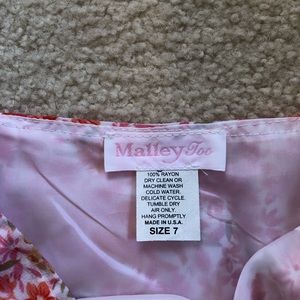 Malley Too
100% RAYON
DRY CLEAN OR
MACHINE WASH
COLD WATER.
DELICATE CYCLE.
TUMBLE DRY
AIR ONLY.
HANG PROMPTLY
MADE IN U.S.A.
SIZE 7